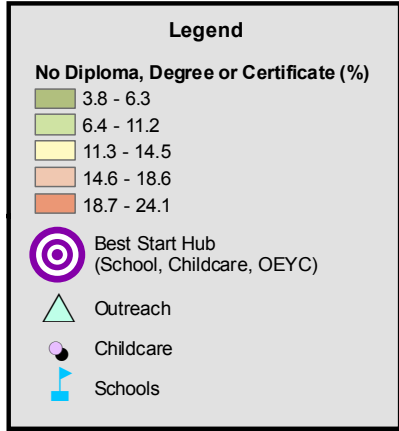 Legend
No Diploma, Degree or Certificate (%)
3.8 - 6.3
6.4 - 11.2
11.3 - 14.5
14.6 - 18.6
18.7 - 24.1
Best Start Hub
(School, Childcare, OEYC)
Outreach
Childcare
Schools